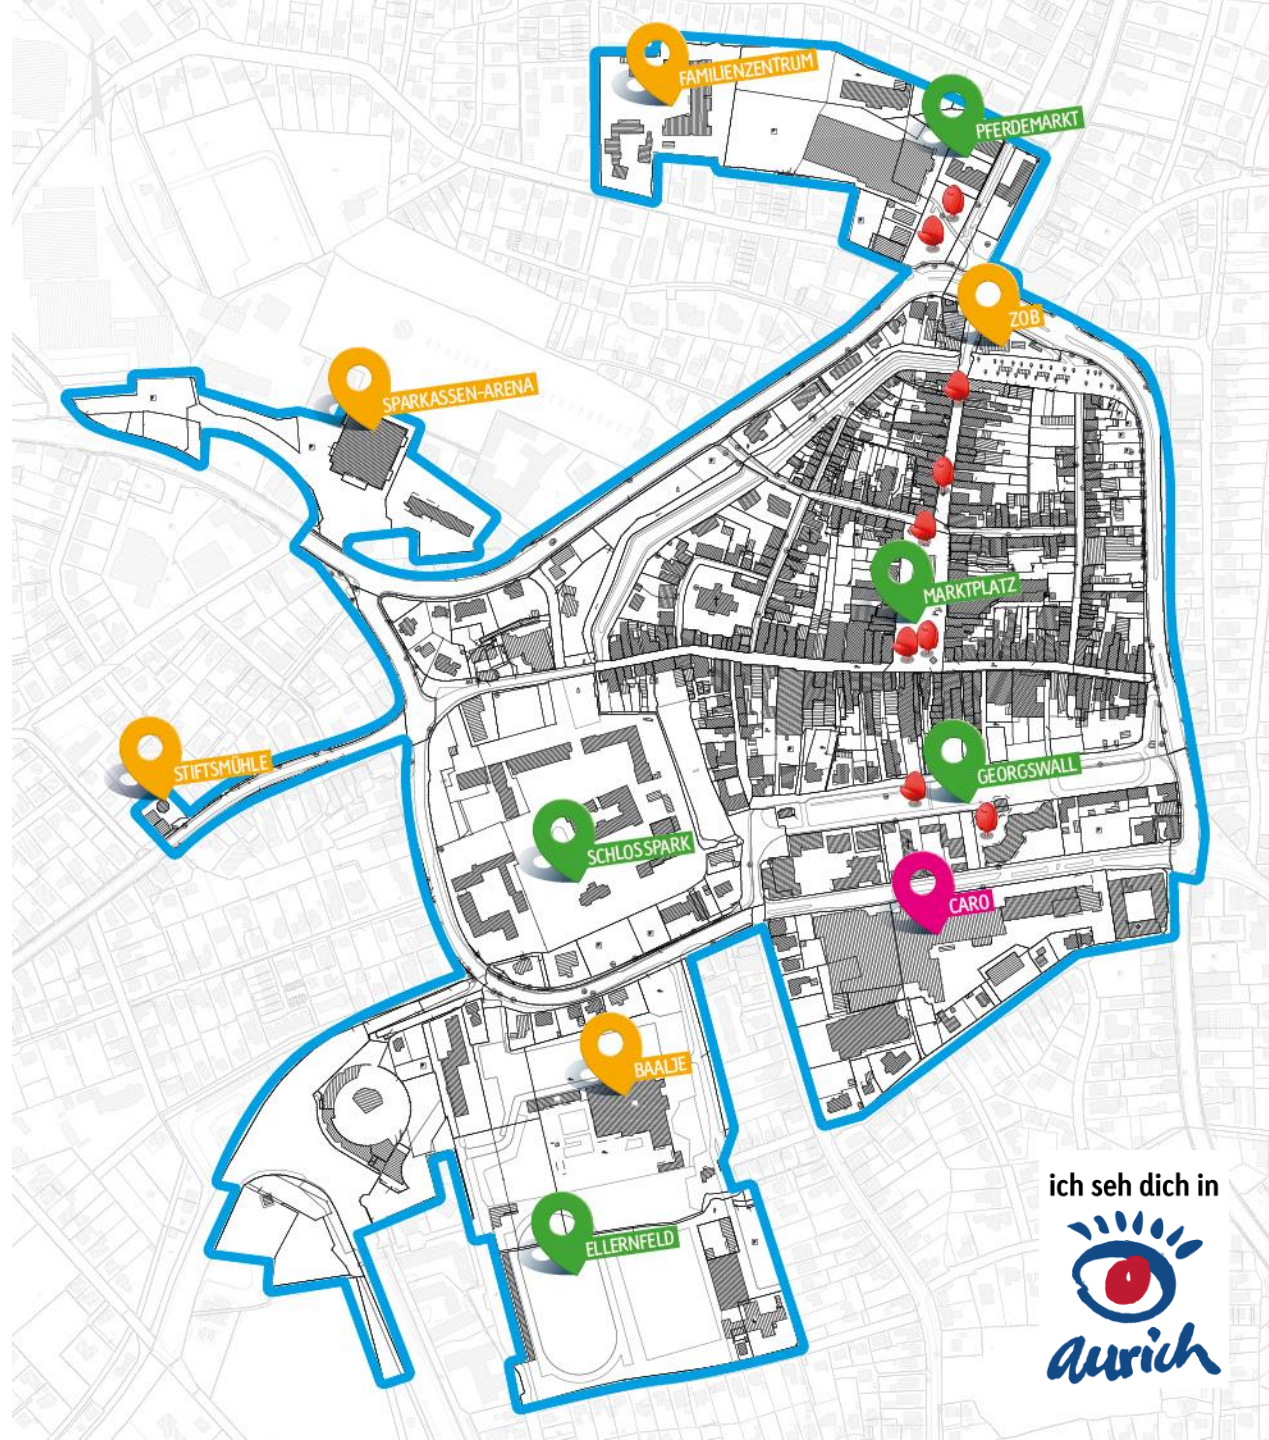 FAMILIENZENTRUM
PFERDEMARKT
ZOB
SPARKASSEN-ARENA
MARKTPLATZ
STIFTSMÜHLE
GEORGSWALL
SCHLOSSPARK
CARO
BAALJE
ELLERNFELD
ich seh dich in
aurich